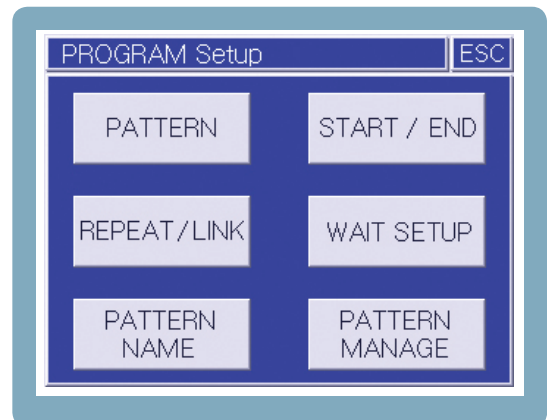 PROGRAM Setup ESC
PATTERN START / END
REPEAT/LINK WAIT SETUP
PATTERN PATTERN
NAME MANAGE